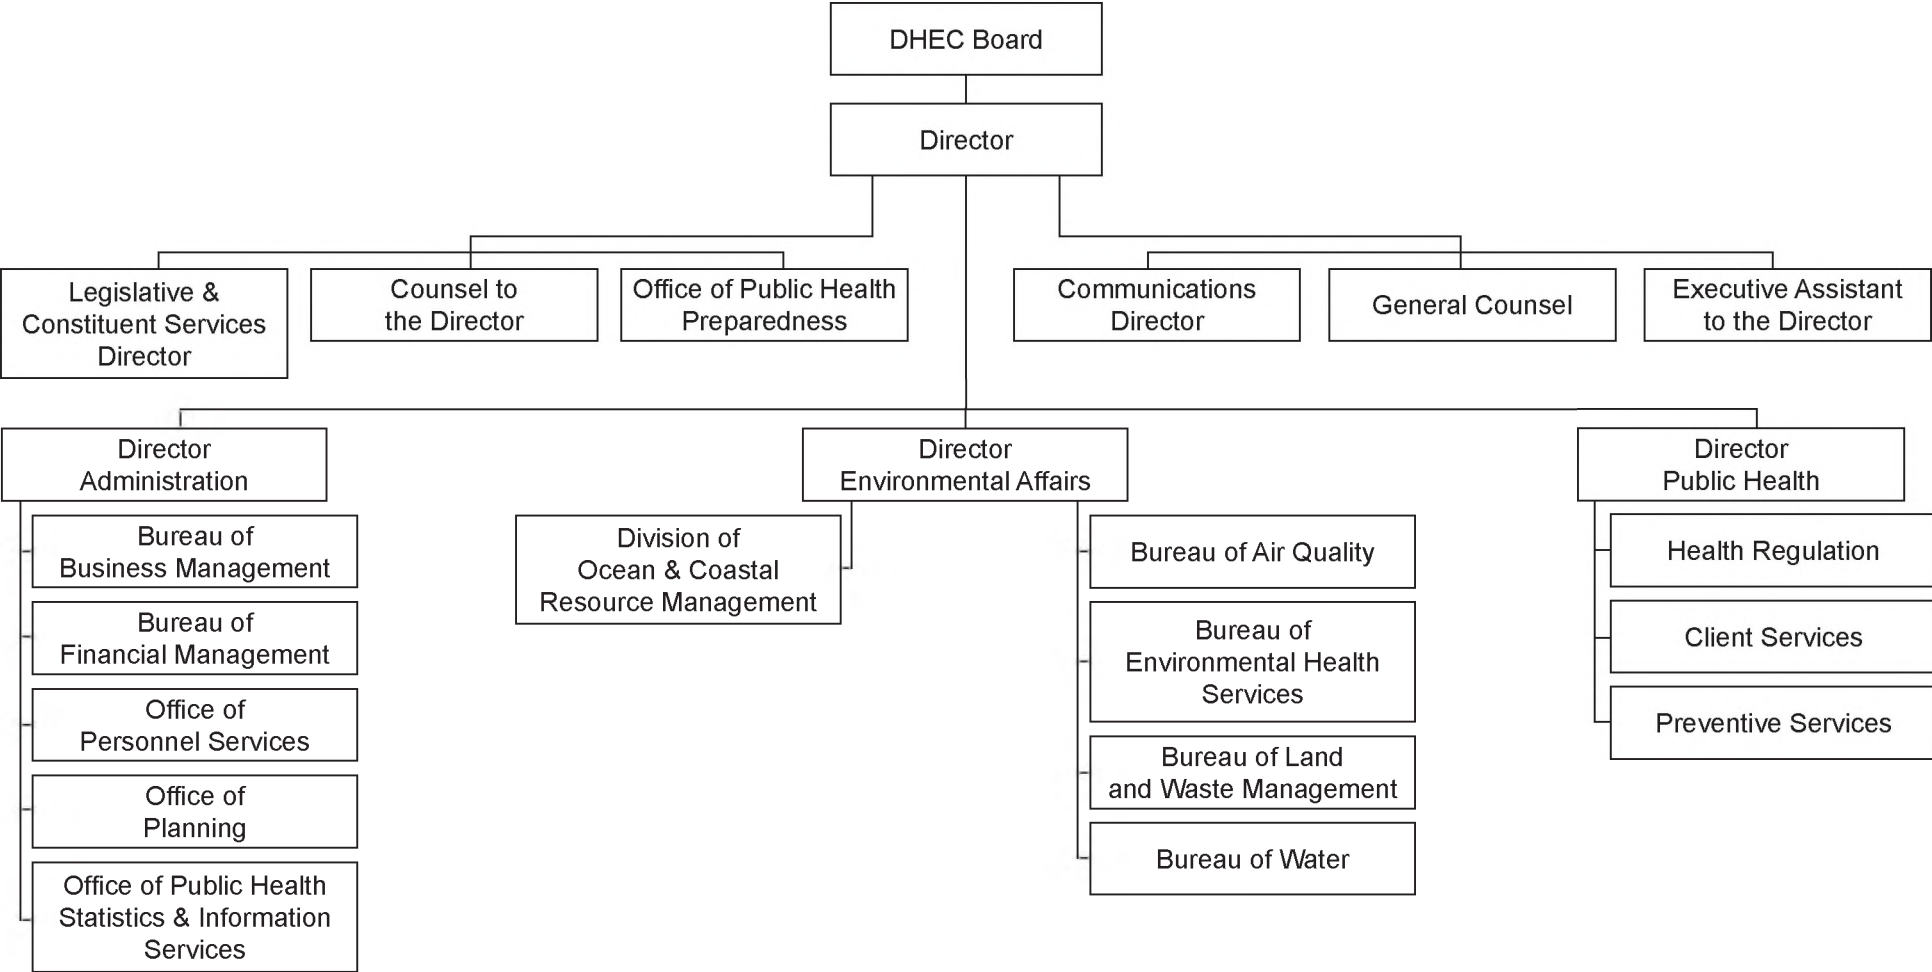 DHEC Board
Director
Legislative &
Constituent Services
Director
Counsel to
the Director
Office of Public Health
Preparedness
Communications
Director
General Counsel
Executive Assistant
to the Director
Director
Administration
Bureau of
Business Management
Bureau of
Financial Management
Office of
Personnel Services
Office of
Planning
Office of Public Health
Statistics & Information
Services
Director
Environmental Affairs
Division of
Ocean & Coastal
Resource Management
Bureau of Air Quality
Bureau of
Environmental Health
Services
Bureau of Land
and Waste Management
Bureau of Water
Director
Public Health
Health Regulation
Client Services
Preventive Services